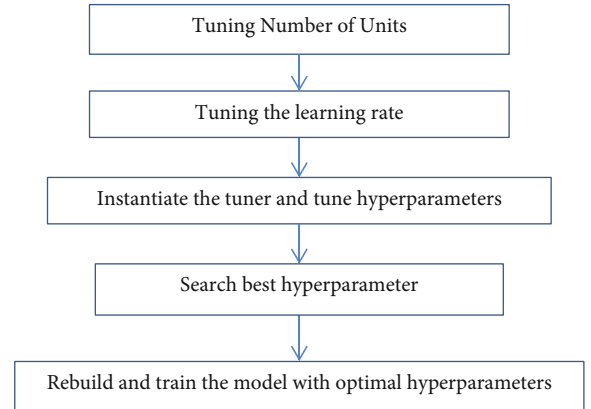 Tuning Number of Units
Tuning the learning rate
Instantiate the tuner and tune hyperparameters
Search best hyperparameter
Rebuild and train the model with optimal hyperparameters